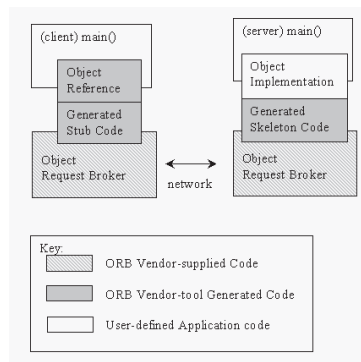 (client) main()
Object
Reference
Generated
Stub Code
Object
Request Broker
network
(server) main()
Object
Implementation
Generated
Skeleton Code
Object
Request Broker
Key:
ORB Vendor-supplied Code
ORB Vendor-tool Generated Code
User-defined Application code